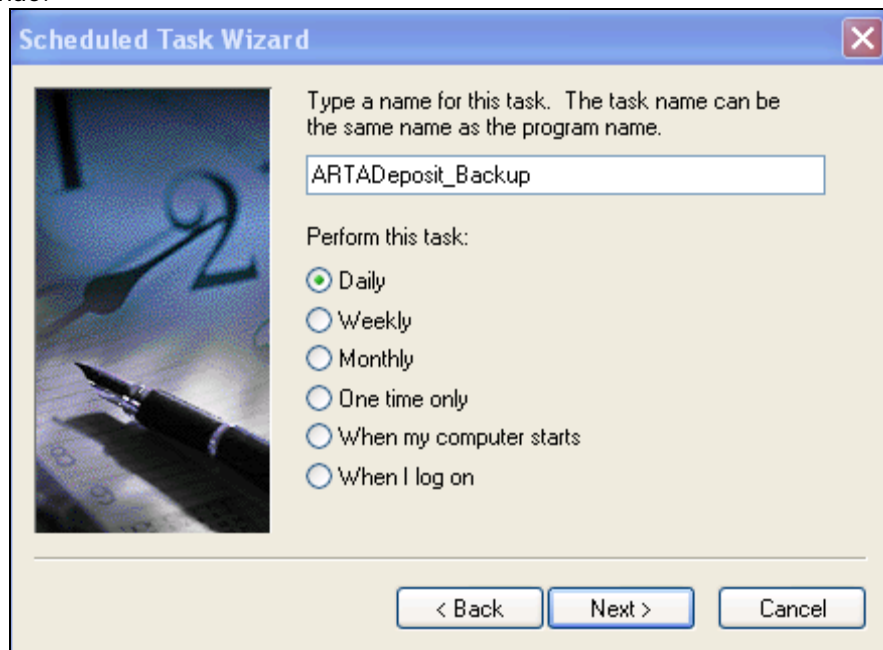 Scheduled Task Wizard
Type a name for this task. The task name can be
the same name as the program name.
ARTADeposit_Backup
Perform this task:
Daily
Weekly
Monthly
One time only
When my computer starts
When I log on
< Back
Next >
Cancel